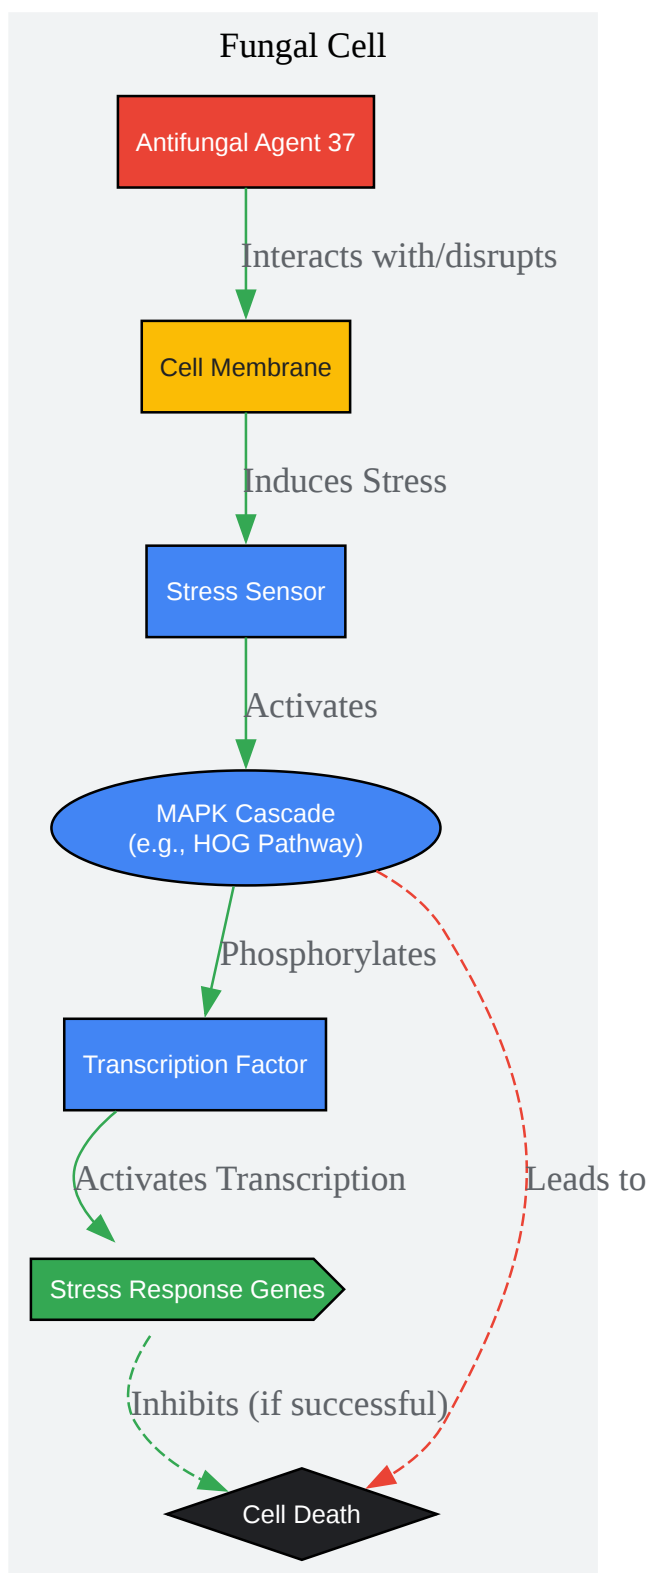 Fungal Cell
Antifungal Agent 37
Interacts with/disrupts
Cell Membrane
Induces Stress
Stress Sensor
Activates
MAPK Cascade
(e.g., HOG Pathway)
Phosphorylates
Transcription Factor
Activates Transcription
Leads to
Stress Response Genes
Inhibits (if successful)
Cell Death